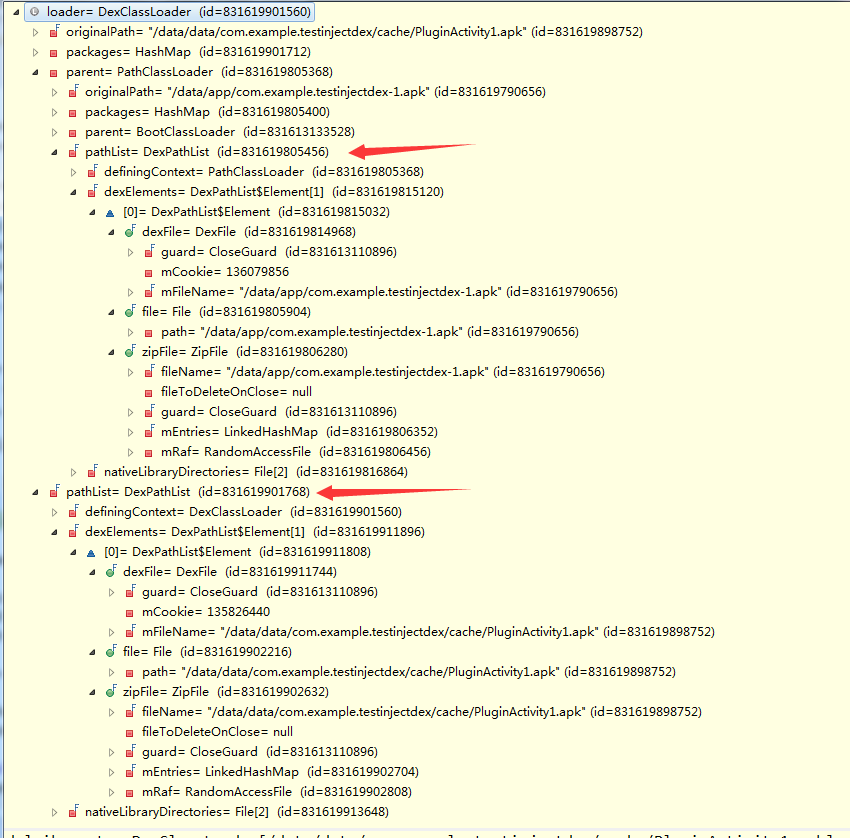 loader= DexClassLoader (id=831619901560)
originalPath= "/data/data/com.example.testinjectdex/cache/PluginActivity1.apk" (id=831619898752)
packages= HashMap (id=831619901712)
parent= PathClassLoader (id=831619805368)
originalPath= "/data/app/com.example.testinjectdex-1.apk" (id=831619790656)
packages= HashMap (id=831619805400)
parent= BootClassLoader (id=831613133528)
pathList= DexPathList (id=831619805456)
definingContext= PathClassLoader (id=831619805368)
dexElements= DexPathList$Element[1] (id=831619815120)
[0]= DexPathList$Element (id=831619815032)
dexFile= DexFile (id=831619814968)
guard= CloseGuard (id=831613110896)
mCookie= 136079856
mFileName= "/data/app/com.example.testinjectdex-1.apk" (id=831619790656)
file= File (id=831619805904)
path= "/data/app/com.example.testinjectdex-1.apk" (id=831619790656)
zipFile= ZipFile (id=831619806280)
fileName= "/data/app/com.example.testinjectdex-1.apk" (id=831619790656)
fileToDeleteOnClose= null
guard= CloseGuard (id=831613110896)
mEntries= LinkedHashMap (id=831619806352)
mRaf= RandomAccessFile (id=831619806456)
nativeLibraryDirectories= File[2] (id=831619816864)
pathList= DexPathList (id=831619901768)
definingContext= DexClassLoader (id=831619901560)
dexElements= DexPathList$Element[1] (id=831619911896)
[0]= DexPathList$Element (id=831619911808)
dexFile= DexFile (id=831619911744)
guard= CloseGuard (id=831613110896)
mCookie= 135826440
mFileName= "/data/data/com.example.testinjectdex/cache/PluginActivity1.apk" (id=831619898752)
file= File (id=831619902216)
path= "/data/data/com.example.testinjectdex/cache/PluginActivity1.apk" (id=831619898752)
zipFile= ZipFile (id=831619902632)
fileName= "/data/data/com.example.testinjectdex/cache/PluginActivity1.apk" (id=831619898752)
fileToDeleteOnClose= null
guard= CloseGuard (id=831613110896)
mEntries= LinkedHashMap (id=831619902704)
mRaf= RandomAccessFile (id=831619902808)
nativeLibraryDirectories= File[2] (id=831619913648)